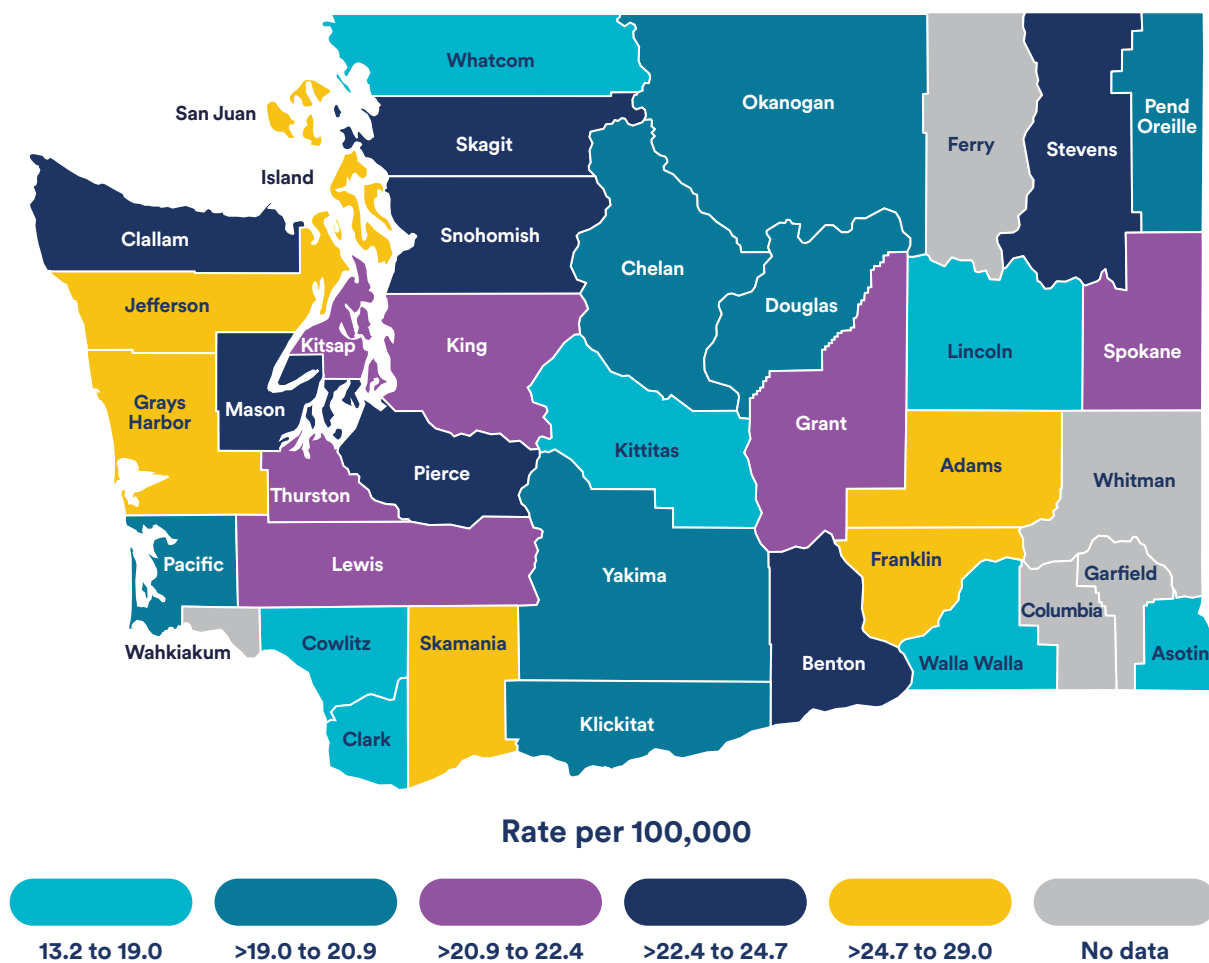 Whatcom
Okanogan
San Juan
Pend
Oreille
Skagit
Ferry
Stevens
Island
Clallam
Snohomish
Chelan
Jefferson
Douglas
Kitsap
King
Lincoln
Spokane
Grays
Harbor
Mason
Grant
Kittitas
Adams
Pierce
Whitman
Thurston
Pacific
Lewis
Yakima
Franklin
Garfield
Columbia
Wahkiakum
Cowlitz
Skamania
Benton
Walla Walla
Asotin
Klickitat
Clark
Rate per 100,000
13.2 to 19.0
>19.0 to 20.9
>20.9 to 22.4
>22.4 to 24.7
>24.7 to 29.0
No data